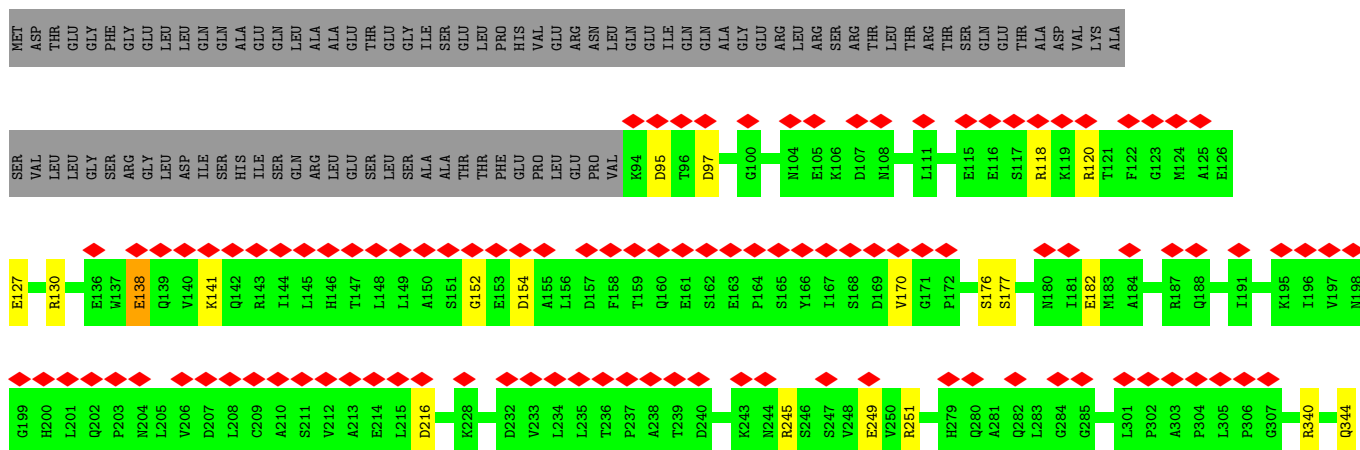 MET ASP THR GLU GLY PHE GLY GLU LEU LEU GLN GLN ALA GLU GLN LEU ALA ALA GLU THR GLU GLY ILE SER GLU LEU PRO HIS VAL GLU ARG ASN LEU GLN GLU ILE GLN GLN ALA GLY GLU ARG LEU ARG SER ARG THR LEU THR ARG THR SER GLN GLU THR ALA ASP VAL LYS ALA
SER VAL LEU LEU GLY SER ARG GLY LEU ASP ILE SER HIS ILE SER GLN ARG LEU GLU SER LEU SER ALA ALA THR THR PHE GLU PRO LEU GLU PRO VAL K94 D95 T96 D97 G100 N104 E105 K106 D107 N108 L111 E115 E116 S117 R118 K119 R120 T121 F122 G123 M124 A125 E126
E127 R130 E136 W137 E138 Q139 V140 K141 Q142 R143 I144 L145 H146 T147 L148 L149 A150 S151 G152 E153 D154 A155 L156 D157 F158 T159 Q160 E161 S162 E163 P164 S165 Y166 I167 S168 D169 V170 G171 P172 S176 S177 N180 I181 E182 M183 A184 R187 Q188 I191 K195 I196 V197 N198
G199 H200 L201 Q202 P203 N204 L205 V206 D207 L208 C209 A210 S211 V212 A213 E214 L215 D216 K228 D232 V233 L234 L235 T236 P237 A238 T239 D240 K243 N244 R245 S246 S247 V248 E249 V250 R251 H279 Q280 A281 Q282 L283 G284 G285 L301 P302 A303 P304 L305 P306 G307 R340 Q344